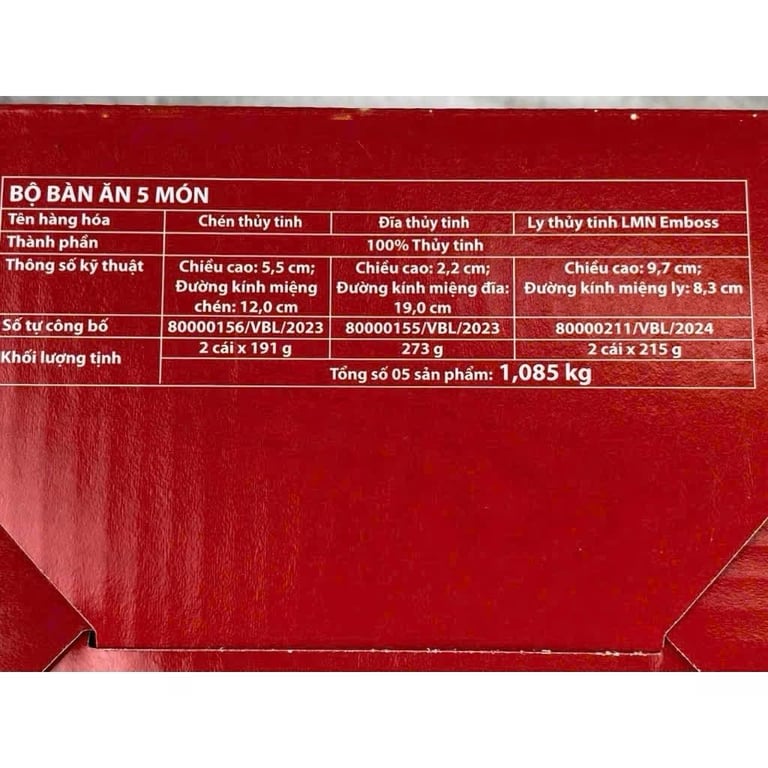 BỘ BÀN ĂN 5 MÓN
Tên hàng hóa Chén thủy tinh Đĩa thủy tinh Ly thủy tinh LMN Emboss
Thành phần 100% Thủy tinh
Thông số kỹ thuật Chiều cao: 5,5 cm; Chiều cao: 2,2 cm; Chiều cao: 9,7 cm;
Đường kính miệng Đường kính miệng đĩa: Đường kính miệng ly: 8,3 cm
chén: 12,0 cm 19,0 cm
Số tự công bố 80000156/VBL/2023 80000155/VBL/2023 80000211/VBL/2024
Khối lượng tịnh 2 cái x 191 g 273 g 2 cái x 215 g
Tổng số 05 sản phẩm: 1,085 kg